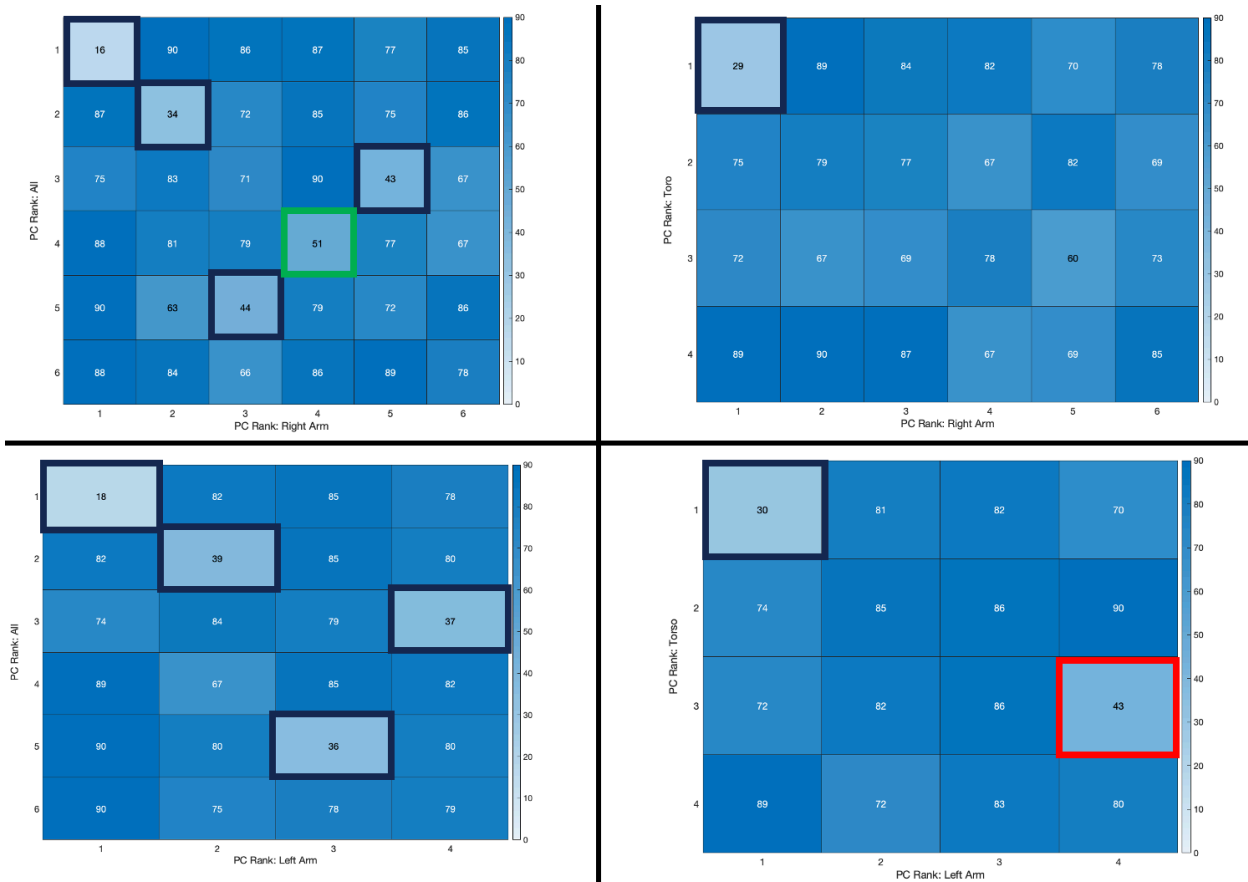 1 16 90 86 87 77 85
2 87 34 72 85 75 86
3 75 83 71 90 43 67
4 88 81 79 51 77 67
5 90 63 44 79 72 86
6 88 84 66 86 89 78
1 2 3 4 5 6
PC Rank: Right Arm
PC Rank: All
90
80
70
60
50
40
30
20
10
0
1 29 89 84 82 70 78
2 75 79 77 67 82 69
3 72 67 69 78 60 73
4 89 90 87 67 69 85
1 2 3 4 5 6
PC Rank: Right Arm
PC Rank: Toro
90
80
70
60
50
40
30
20
10
0
1 18 82 85 78
2 82 39 85 80
3 74 84 79 37
4 89 67 85 82
5 90 80 36 80
6 90 75 78 79
1 2 3 4
PC Rank: Left Arm
PC Rank: All
90
80
70
60
50
40
30
20
10
0
1 30 81 82 70
2 74 85 86 90
3 72 82 86 43
4 89 72 83 80
1 2 3 4
PC Rank: Left Arm
PC Rank: Torso
90
80
70
60
50
40
30
20
10
0